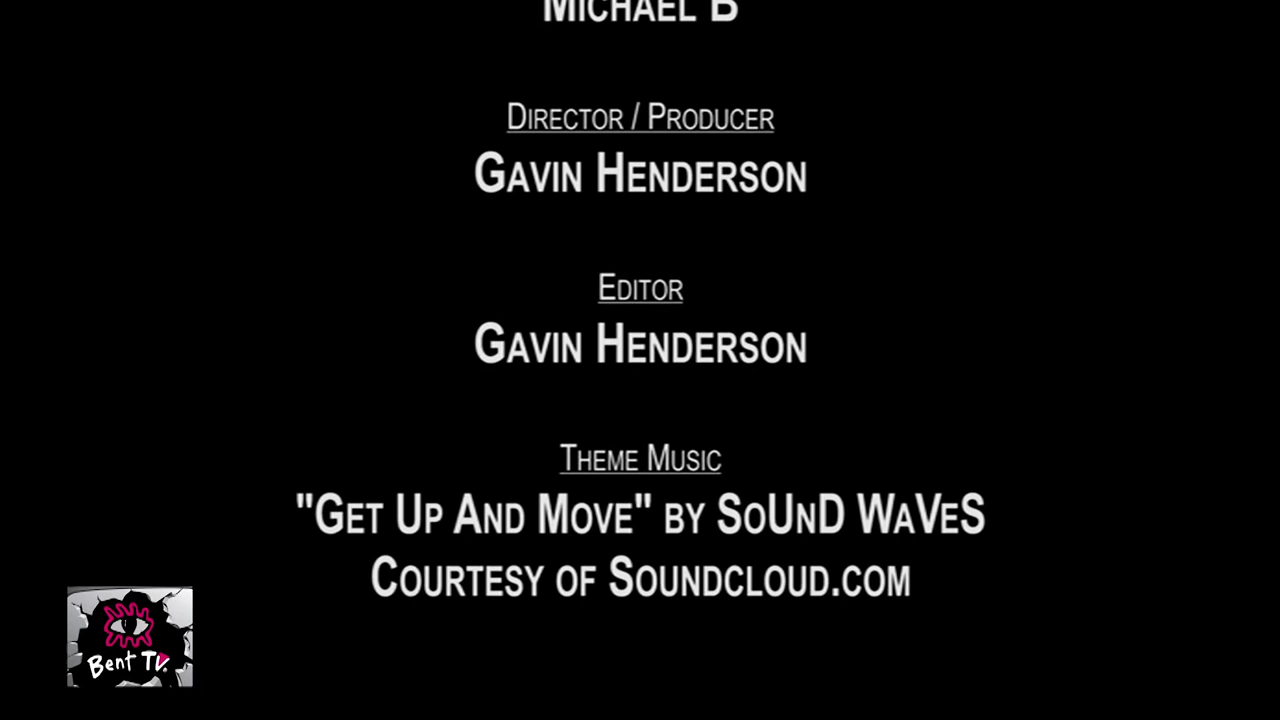 Michael B
Director / Producer
Gavin Henderson
Editor
Gavin Henderson
Theme Music
"Get Up And Move" by SoUnD WaVeS
Courtesy of Soundcloud.com
Bent TV.